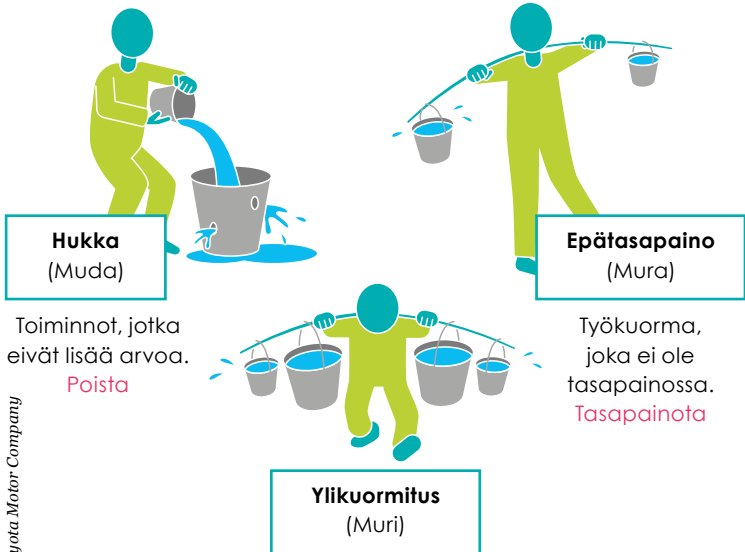 Hukka
(Muda)
Toiminnot, jotka
eivät lisää arvoa.
Poista
Epätasapaino
(Mura)
Työkuorma,
joka ei ole
tasapainossa.
Tasapainota
Ylikuormitus
(Muri)
Motor Company